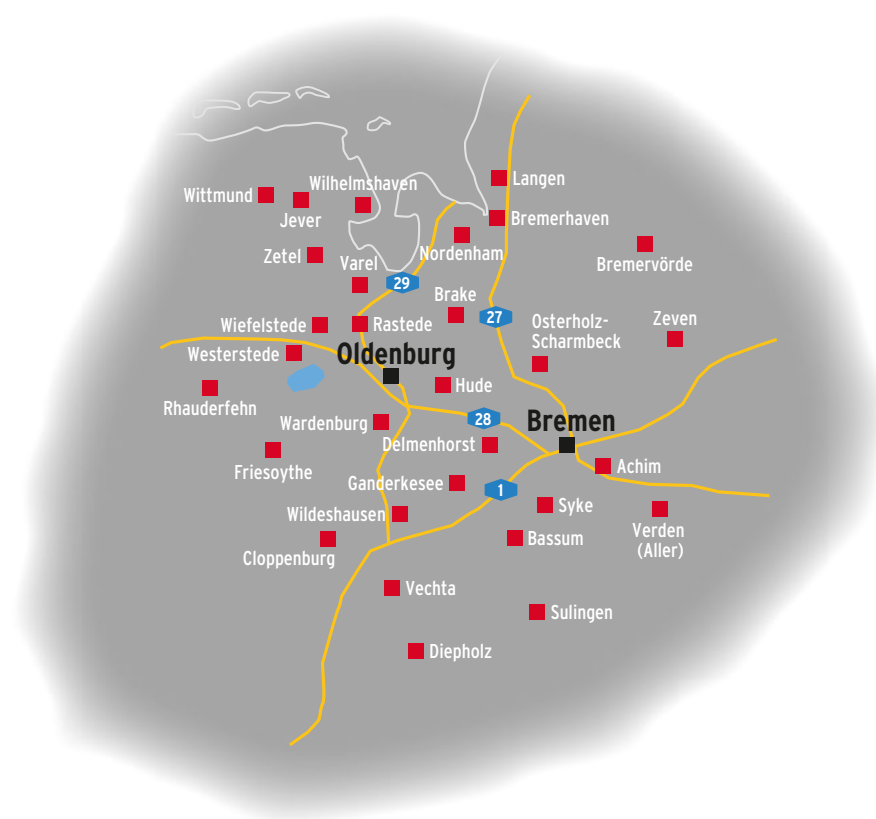 Langen
Wilhelmshaven
Wittmund
Jever
Bremerhaven
Nordenham
Zetel
Varel
Bremervörde
29
Brake
27
Osterholz-
Scharmbeck
Zeven
Wiefelstede
Rastede
Westerstede
Oldenburg
Hude
Rhauderfehn
Wardenburg
28
Bremen
Delmenhorst
Friesoythe
Achim
Ganderkesee
1
Wildeshausen
Syke
Verden
(Aller)
Bassum
Cloppenburg
Vechta
Sulingen
Diepholz